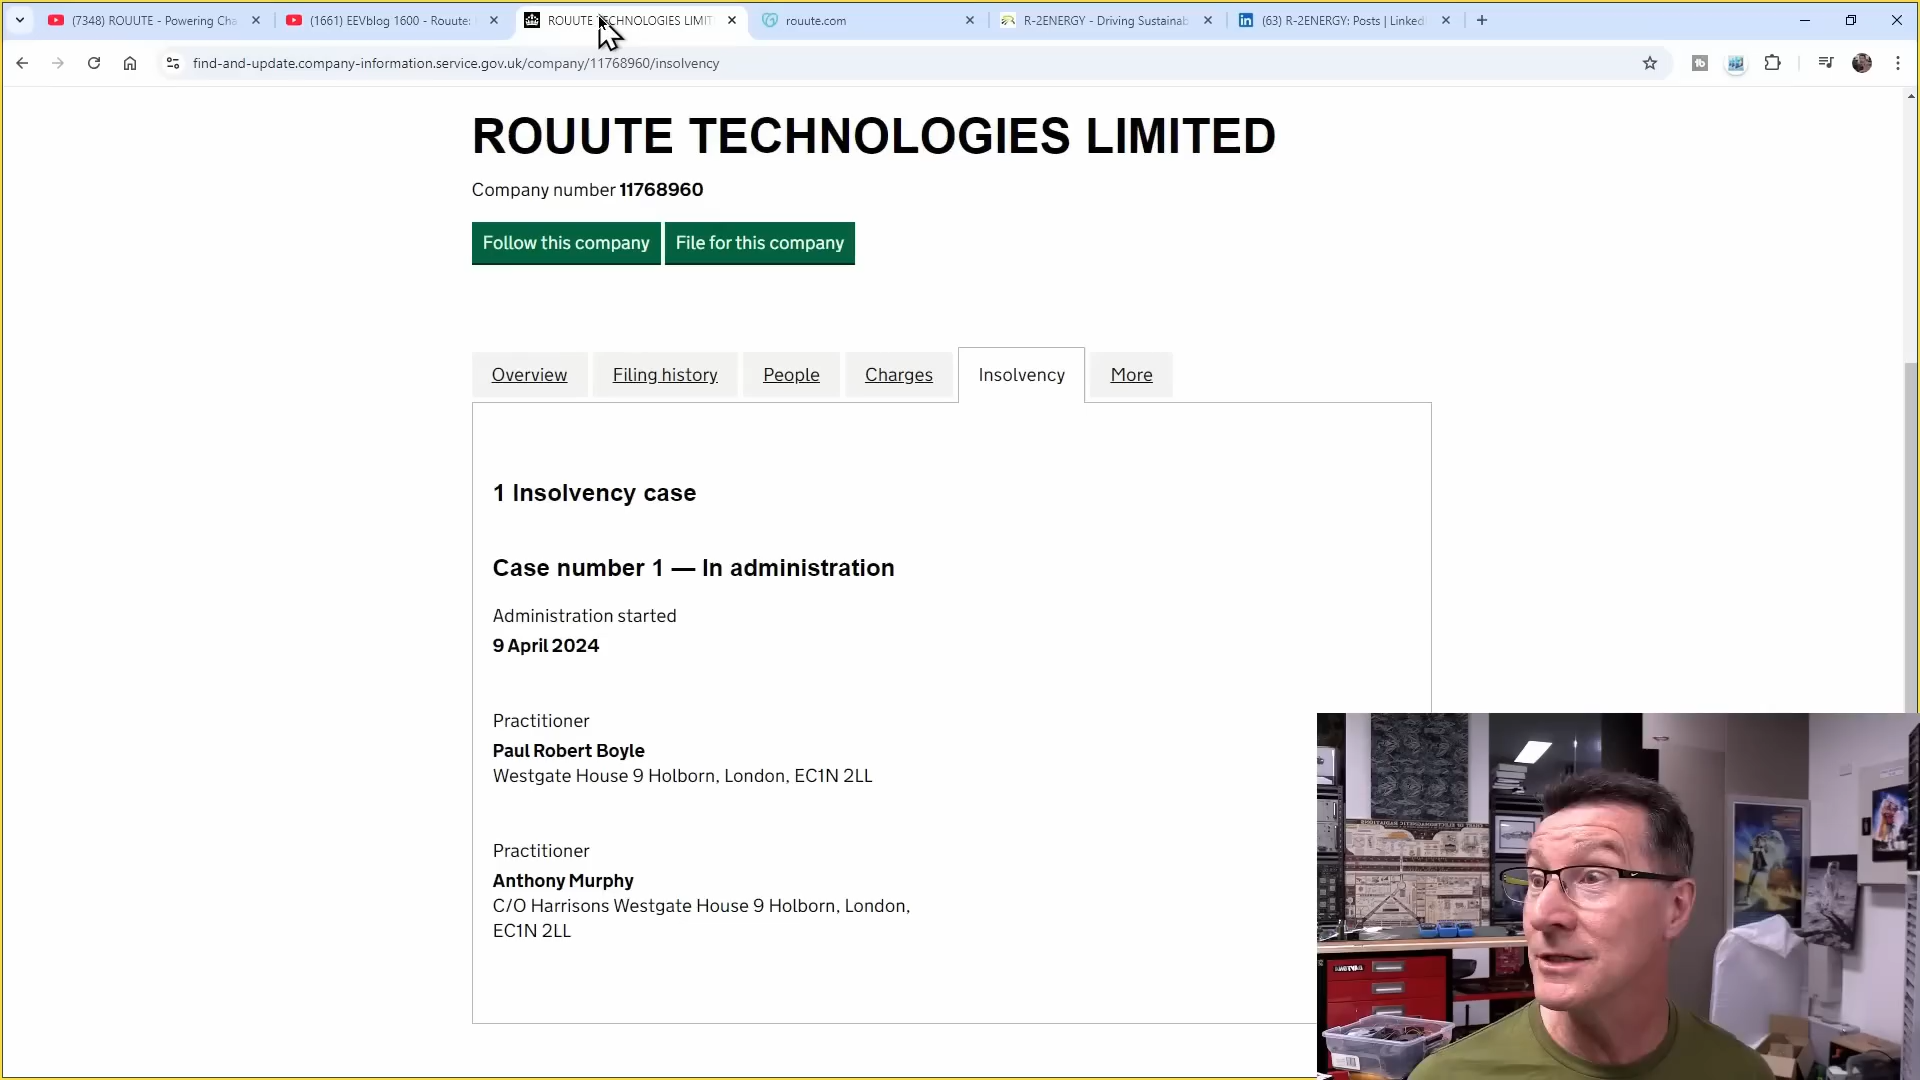 (7348) ROUUTE - Powering Cha
(1661) EEVblog 1600 - Rouute:
ROUUTE TECHNOLOGIES LIMIT
rouute.com
R-2ENERGY - Driving Sustainab
(63) R-2ENERGY: Posts | Linked
find-and-update.company-information.service.gov.uk/company/11768960/insolvency
ROUUTE TECHNOLOGIES LIMITED
Company number 11768960
Follow this company
File for this company
Overview
Filing history
People
Charges
Insolvency
More
1 Insolvency case
Case number 1 — In administration
Administration started
9 April 2024
Practitioner
Paul Robert Boyle
Westgate House 9 Holborn, London, EC1N 2LL
Practitioner
Anthony Murphy
C/O Harrisons Westgate House 9 Holborn, London,
EC1N 2LL